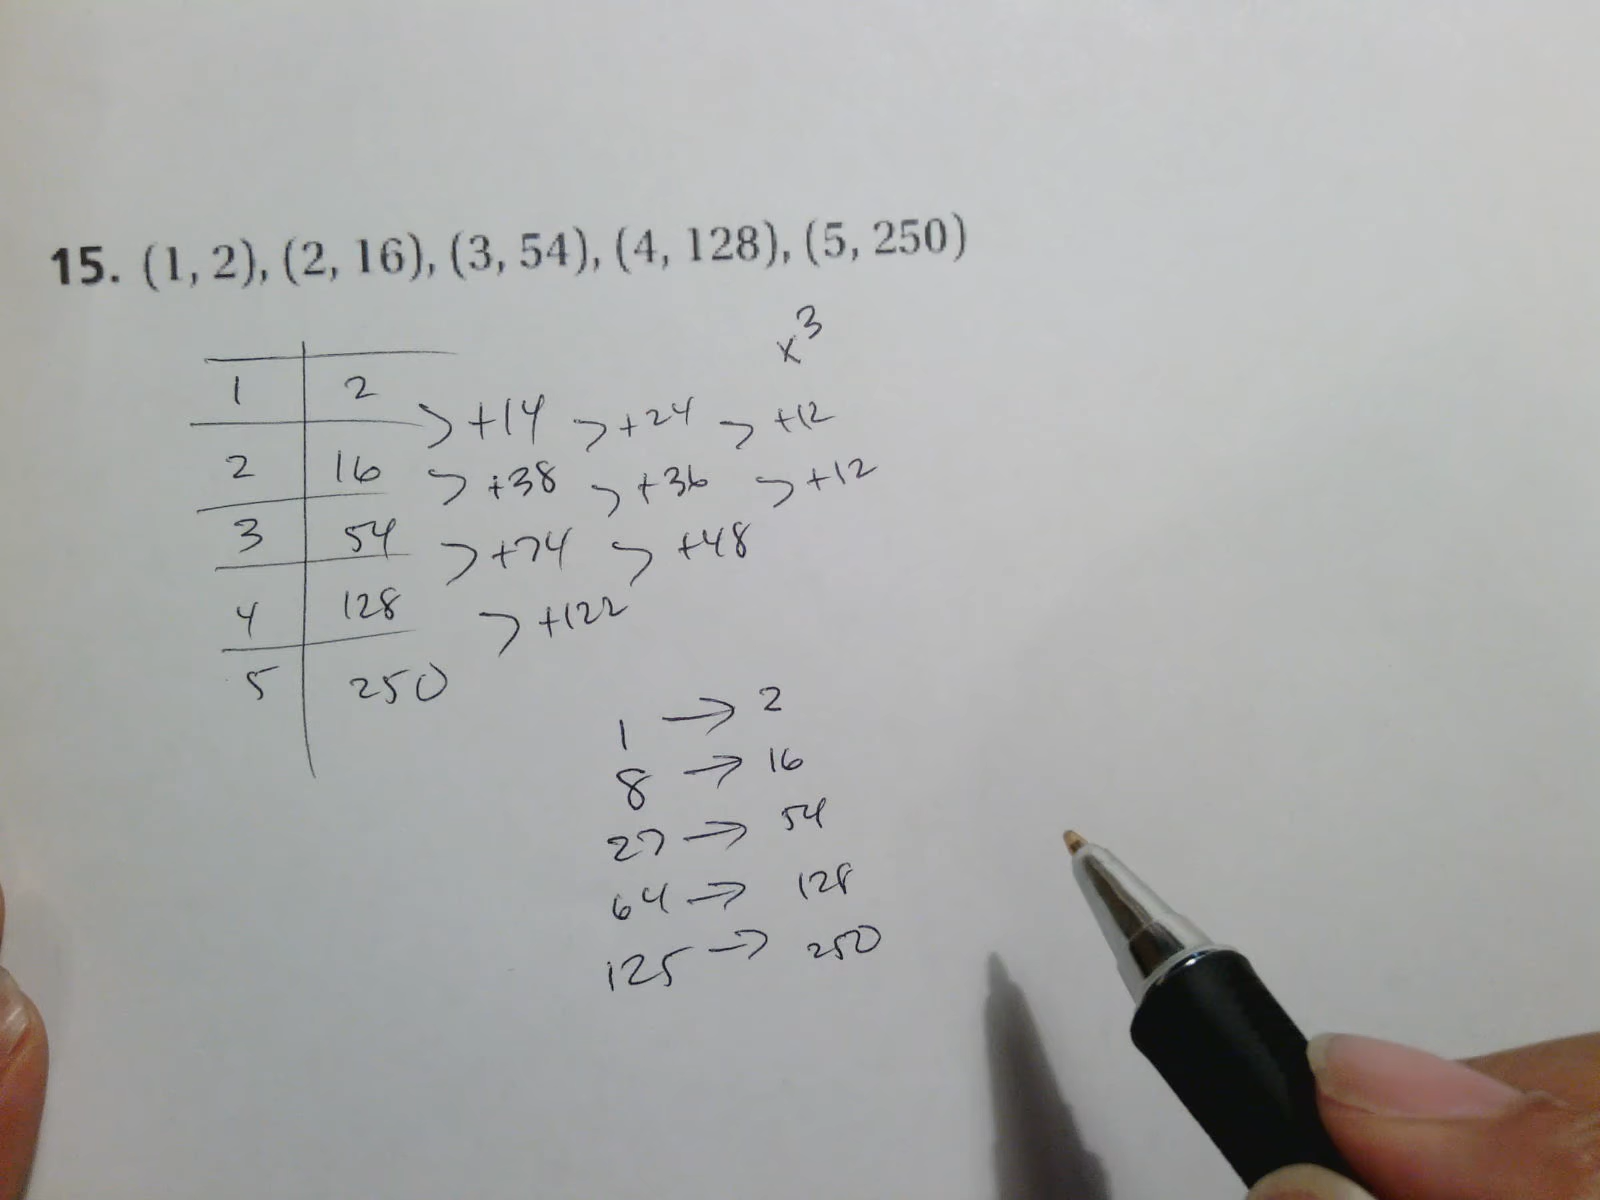 15. (1, 2), (2, 16), (3, 54), (4, 128), (5, 250)
x³
1 2 > +14 > +24 > +12
2 16 > +38 > +36 > +12
3 54 > +74 > +48
4 128 > +122
5 250
1 → 2
8 → 16
27 → 54
64 → 128
125 → 250